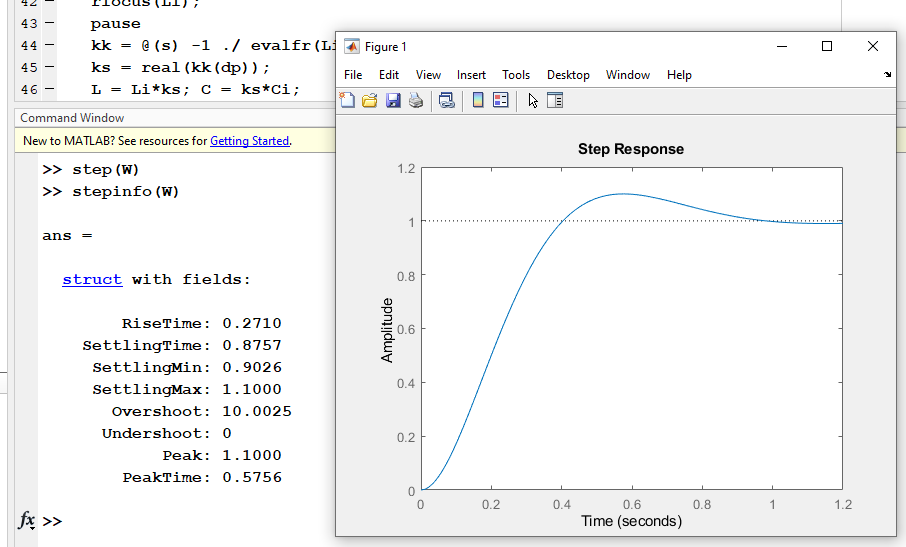 42 — rlocus(Li);
43 — pause
44 — kk = @(s) -1 ./ evalfr(Li
45 — ks = real(kk(dp));
46 — L = Li*ks; C = ks*Ci;
Command Window
New to MATLAB? See resources for Getting Started.
>> step(W)
>> stepinfo(W)
ans =
struct with fields:
RiseTime: 0.2710
SettlingTime: 0.8757
SettlingMin: 0.9026
SettlingMax: 1.1000
Overshoot: 10.0025
Undershoot: 0
Peak: 1.1000
PeakTime: 0.5756
fx >>
Figure 1
File Edit View Insert Tools Desktop Window Help
Step Response
1.2
1
0.8
0.6
0.4
0.2
0
Amplitude
0 0.2 0.4 0.6 0.8 1 1.2
Time (seconds)